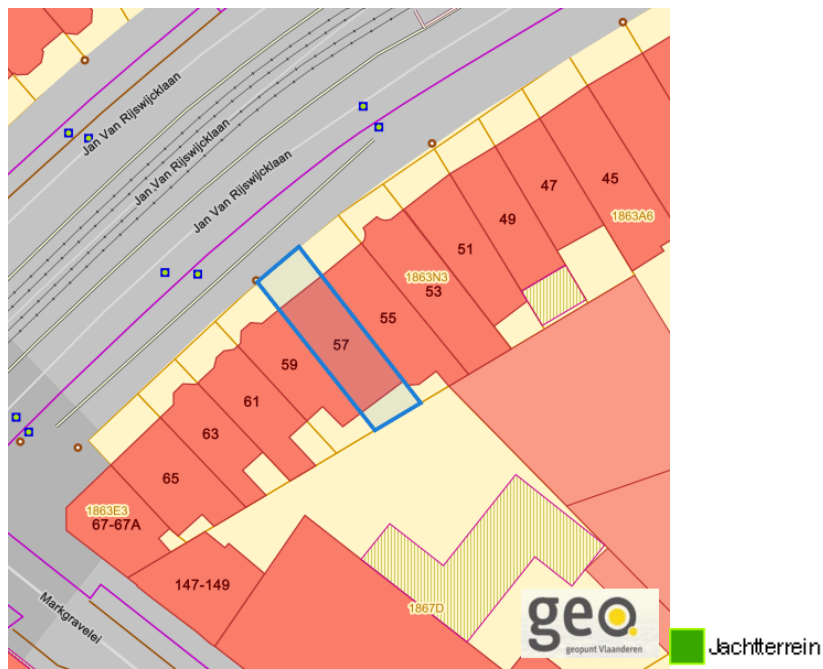 Jan Van Rijswijcklaan
Jan Van Rijswijcklaan
Jan Van Rijswijcklaan
45
1863A6
47
49
51
1863N3
53
55
57
59
61
63
65
1863E3
67-67A
147-149
Markgravelei
1867D
geo.
geopunt Vlaanderen
Jachtterrein